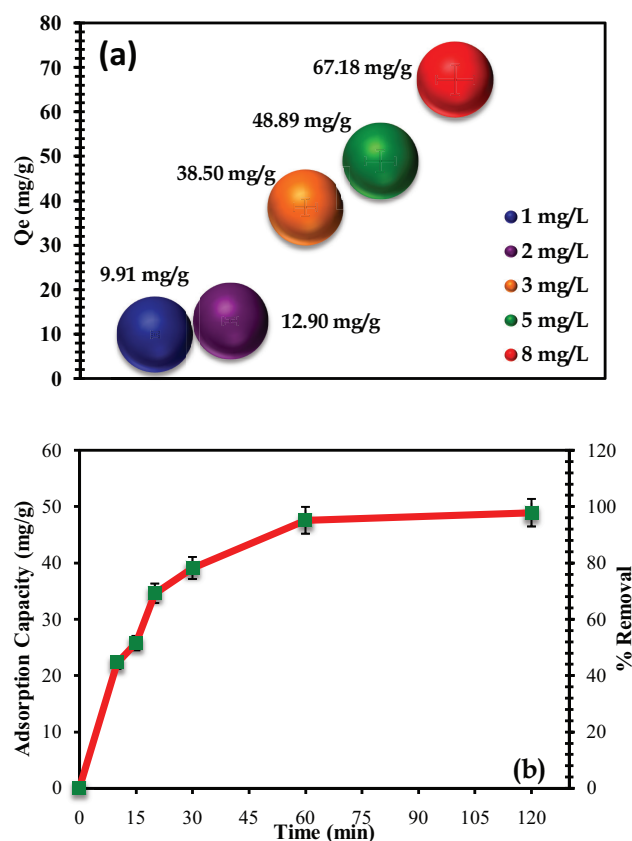 (a)
80
70
60
50
40
30
20
10
0
Qe (mg/g)
67.18 mg/g
48.89 mg/g
38.50 mg/g
9.91 mg/g
12.90 mg/g
1 mg/L
2 mg/L
3 mg/L
5 mg/L
8 mg/L
60
50
40
30
20
10
0
Adsorption Capacity (mg/g)
120
100
80
60
40
20
0
% Removal
(b)
0 15 30 45 60 75 90 105 120
Time (min)